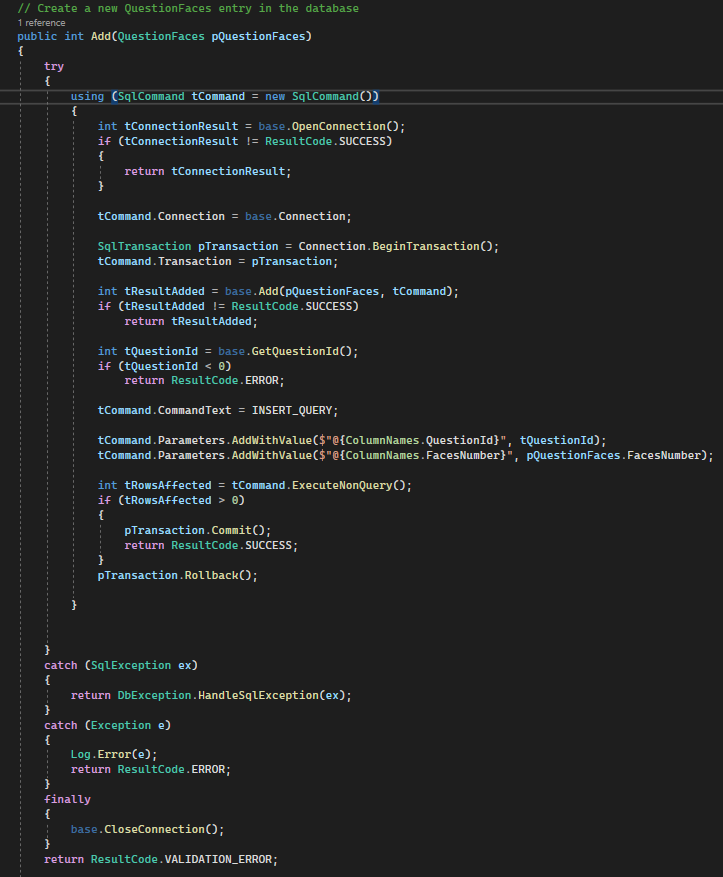 // Create a new QuestionFaces entry in the database
1 reference
public int Add(QuestionFaces pQuestionFaces)
{
try
{
using (SqlCommand tCommand = new SqlCommand())
{
int tConnectionResult = base.OpenConnection();
if (tConnectionResult != ResultCode.SUCCESS)
{
return tConnectionResult;
}
tCommand.Connection = base.Connection;
SqlTransaction pTransaction = Connection.BeginTransaction();
tCommand.Transaction = pTransaction;
int tResultAdded = base.Add(pQuestionFaces, tCommand);
if (tResultAdded != ResultCode.SUCCESS)
return tResultAdded;
int tQuestionId = base.GetQuestionId();
if (tQuestionId < 0)
return ResultCode.ERROR;
tCommand.CommandText = INSERT_QUERY;
tCommand.Parameters.AddWithValue($"@{ColumnNames.QuestionId}", tQuestionId);
tCommand.Parameters.AddWithValue($"@{ColumnNames.FacesNumber}", pQuestionFaces.FacesNumber);
int tRowsAffected = tCommand.ExecuteNonQuery();
if (tRowsAffected > 0)
{
pTransaction.Commit();
return ResultCode.SUCCESS;
}
pTransaction.Rollback();
}
}
catch (SqlException ex)
{
return DbException.HandleSqlException(ex);
}
catch (Exception e)
{
Log.Error(e);
return ResultCode.ERROR;
}
finally
{
base.CloseConnection();
}
return ResultCode.VALIDATION_ERROR;